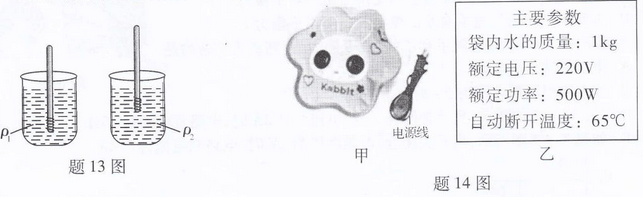 ρ₁
ρ₂
题13图
Kabblt
电源线
甲
主要参数
袋内水的质量：1kg
额定电压：220V
额定功率：500W
自动断开温度：65℃
乙
题14图